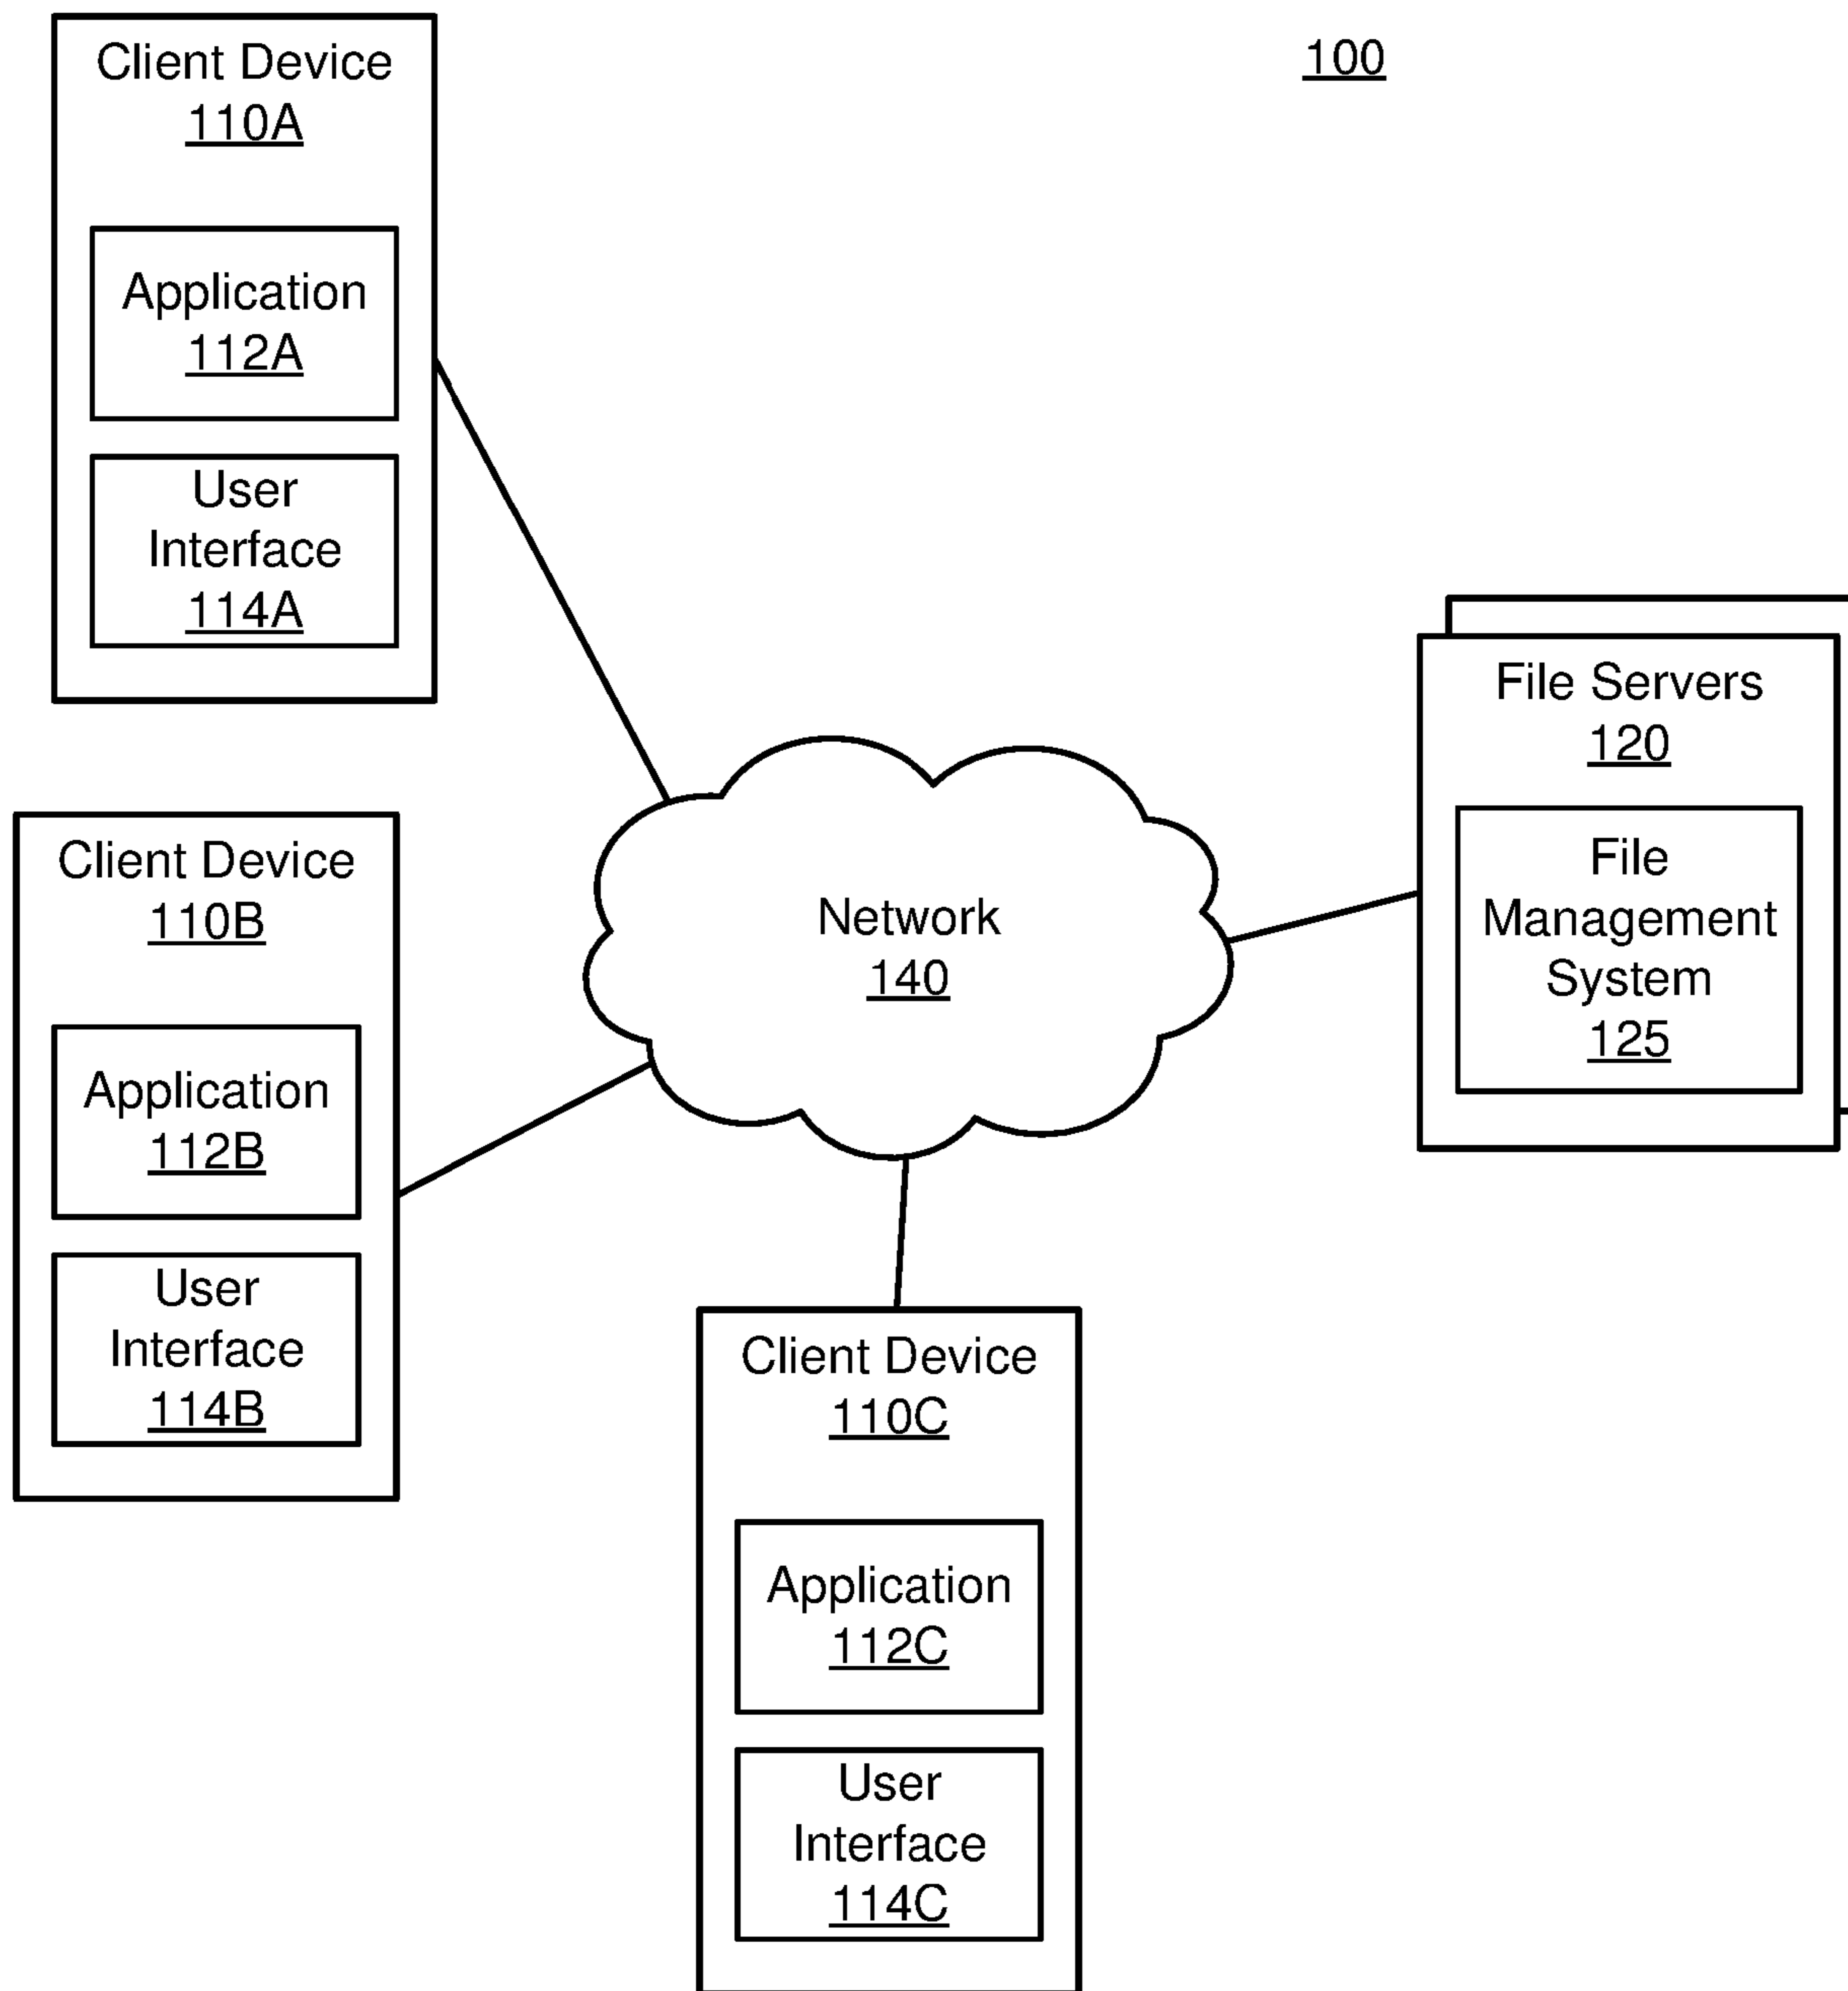 100
Client Device
110A
Application
112A
User
Interface
114A
Client Device
110B
Application
112B
User
Interface
114B
Network
140
File Servers
120
File
Management
System
125
Client Device
110C
Application
112C
User
Interface
114C